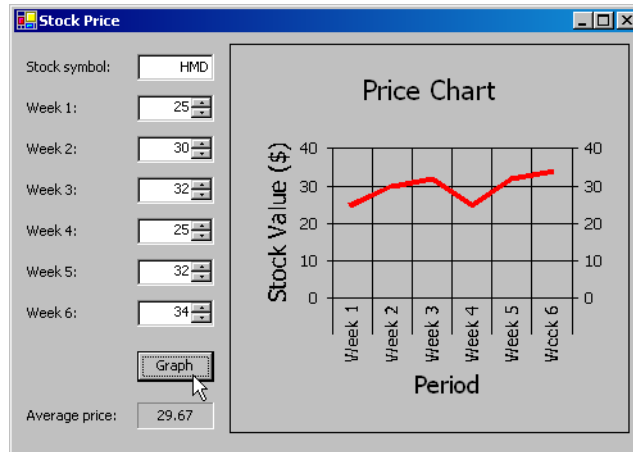 Stock Price
Stock symbol: HMD
Week 1: 25
Week 2: 30
Week 3: 32
Week 4: 25
Week 5: 32
Week 6: 34
Graph
Average price: 29.67
Price Chart
Stock Value ($)
40 40
30 30
20 20
10 10
0 0
Week 1
Week 2
Week 3
Week 4
Week 5
Week 6
Period